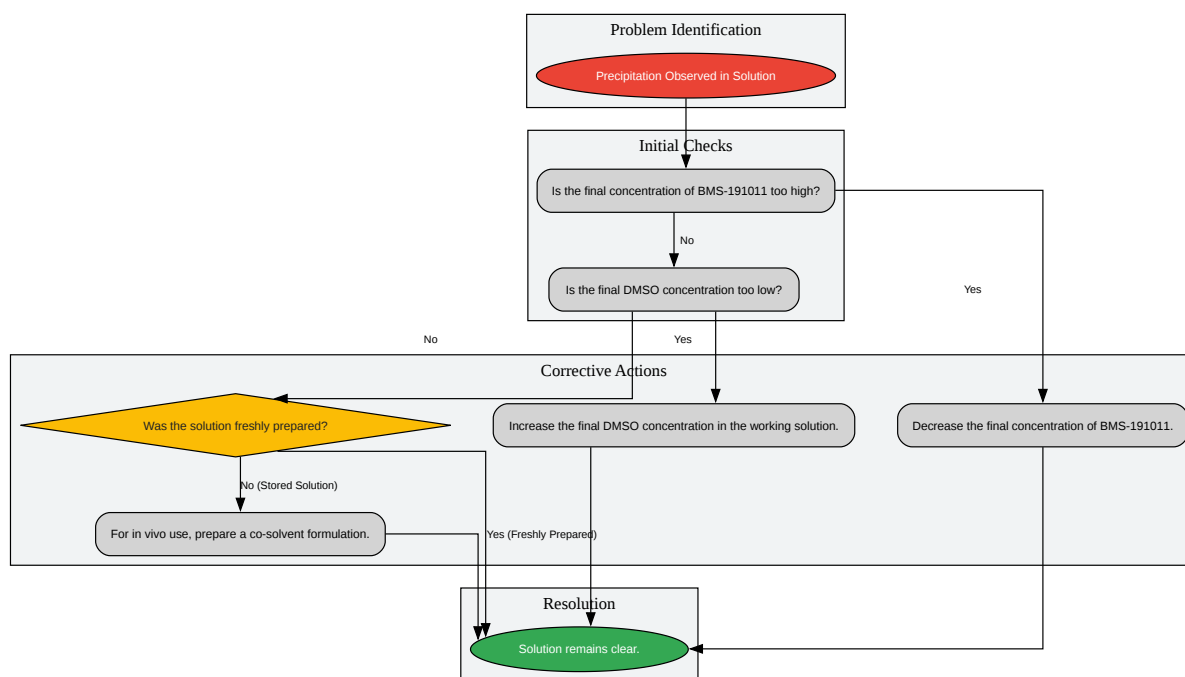 Problem Identification
Precipitation Observed in Solution
Initial Checks
Is the final concentration of BMS-191011 too high?
No
Is the final DMSO concentration too low?
Yes
No
Yes
Corrective Actions
Was the solution freshly prepared?
Increase the final DMSO concentration in the working solution.
Decrease the final concentration of BMS-191011.
No (Stored Solution)
For in vivo use, prepare a co-solvent formulation.
Yes (Freshly Prepared)
Resolution
Solution remains clear.